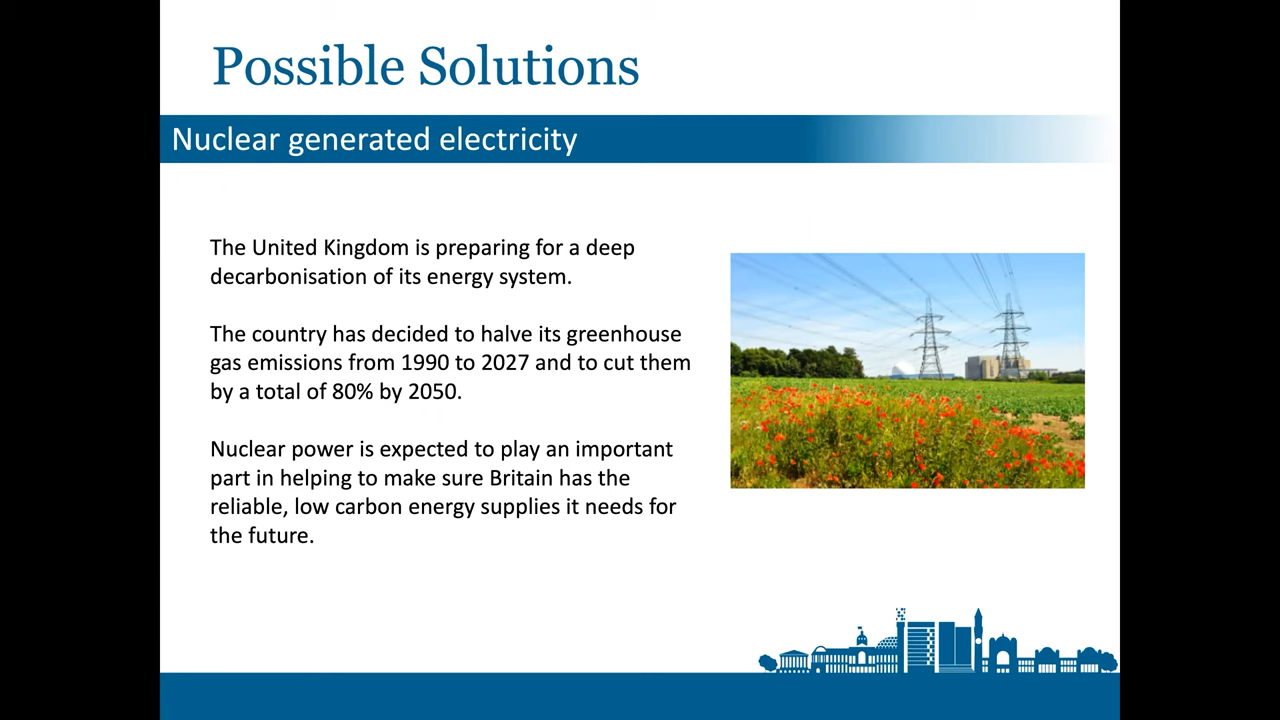 Possible Solutions
Nuclear generated electricity
The United Kingdom is preparing for a deep
decarbonisation of its energy system.
The country has decided to halve its greenhouse
gas emissions from 1990 to 2027 and to cut them
by a total of 80% by 2050.
Nuclear power is expected to play an important
part in helping to make sure Britain has the
reliable, low carbon energy supplies it needs for
the future.